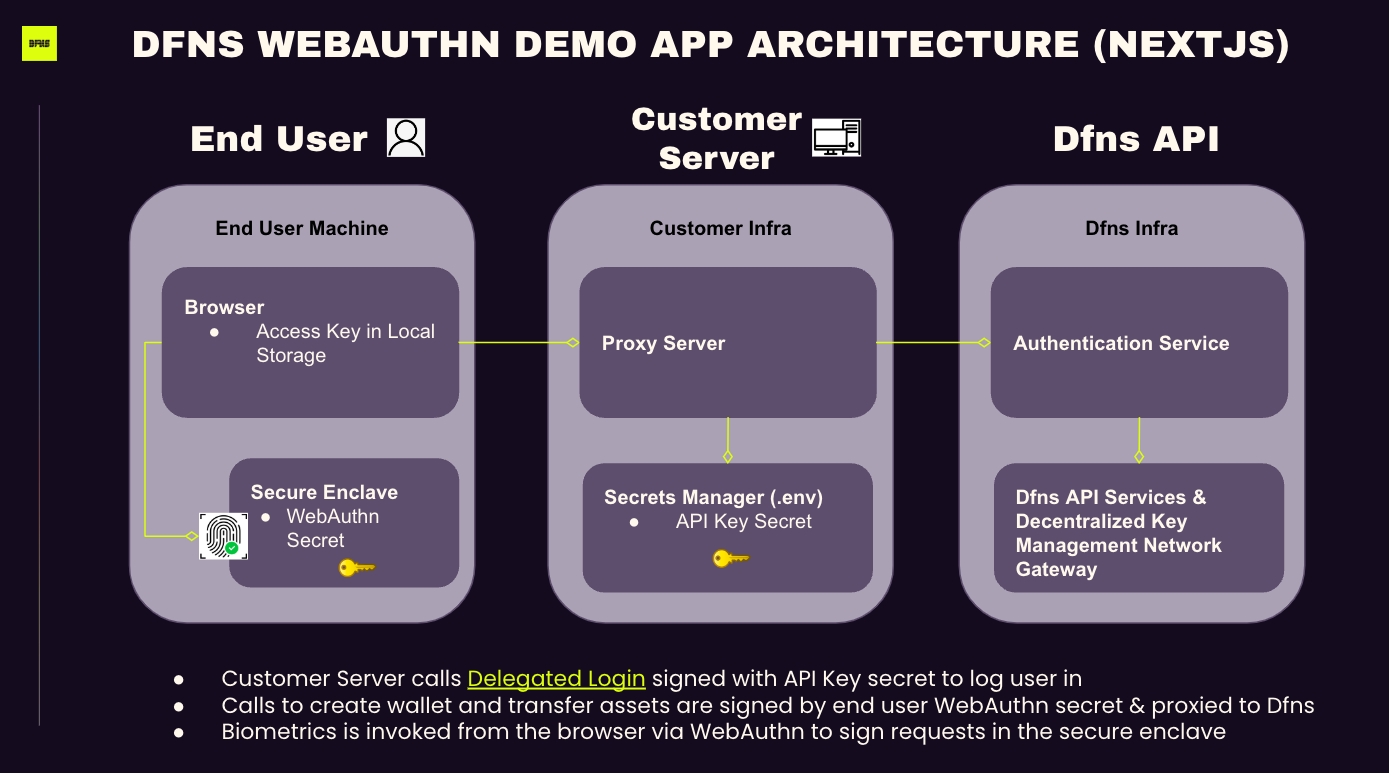 DFNS
DFNS WEBAUTHN DEMO APP ARCHITECTURE (NEXTJS)
End User
Customer
Server
Dfns API
End User Machine
Customer Infra
Dfns Infra
Browser
● Access Key in Local
Storage
Proxy Server
Authentication Service
Secure Enclave
● WebAuthn
Secret
Secrets Manager (.env)
● API Key Secret
Dfns API Services &
Decentralized Key
Management Network
Gateway
● Customer Server calls Delegated Login signed with API Key secret to log user in
● Calls to create wallet and transfer assets are signed by end user WebAuthn secret & proxied to Dfns
● Biometrics is invoked from the browser via WebAuthn to sign requests in the secure enclave